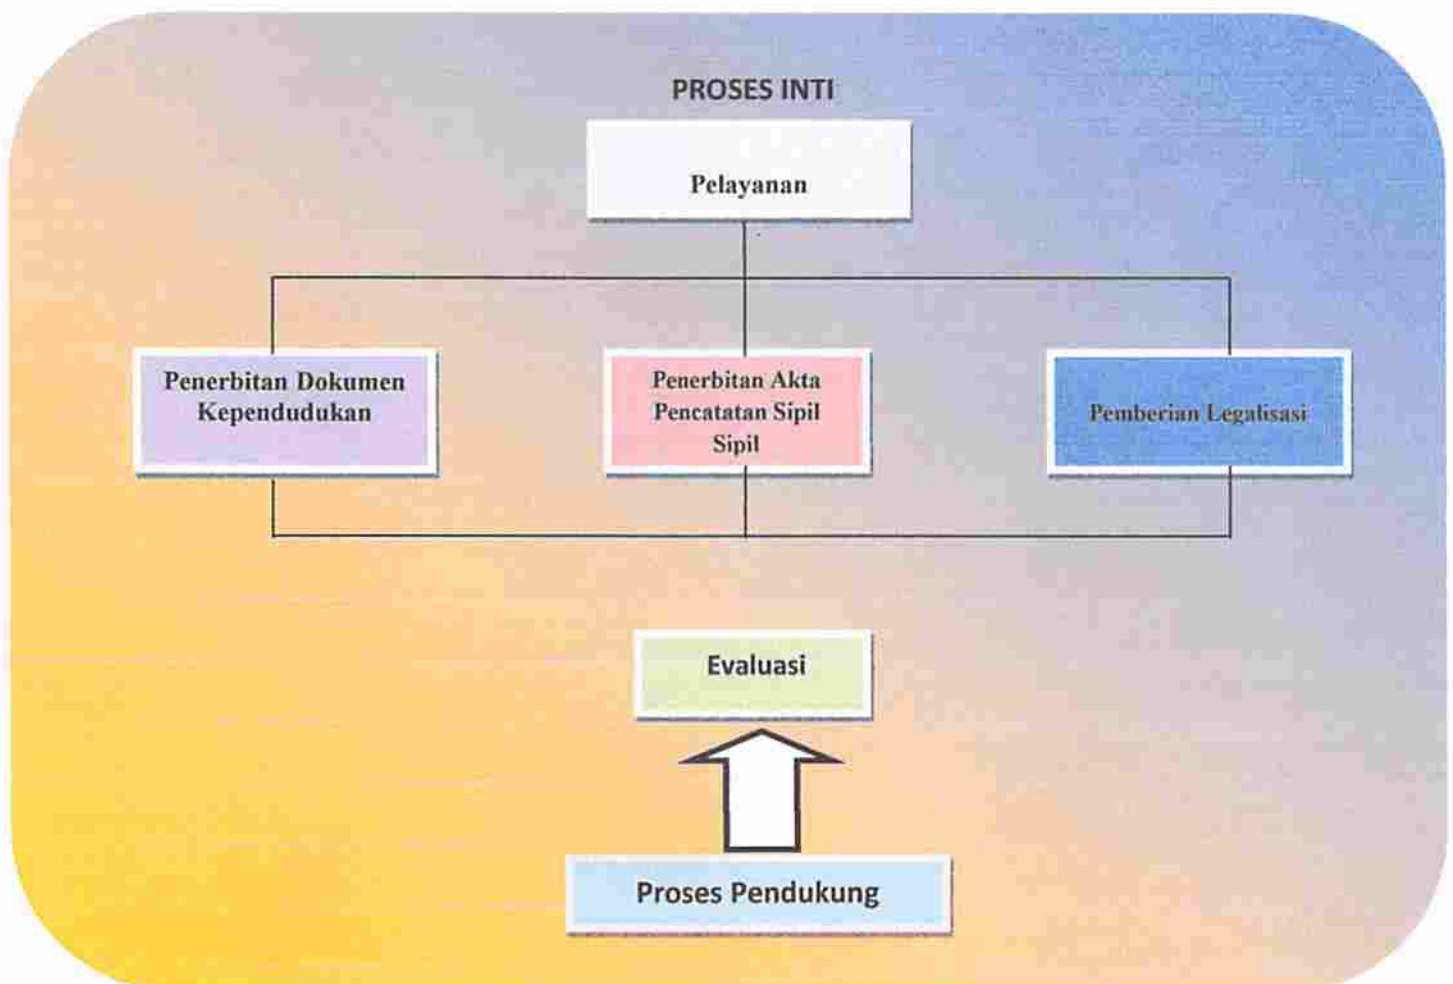 PROSES INTI
Pelayanan
Penerbitan Dokumen
Kependudukan
Penerbitan Akta
Pencatatan Sipil
Sipil
Pemberian Legalisasi
Evaluasi
Proses Pendukung